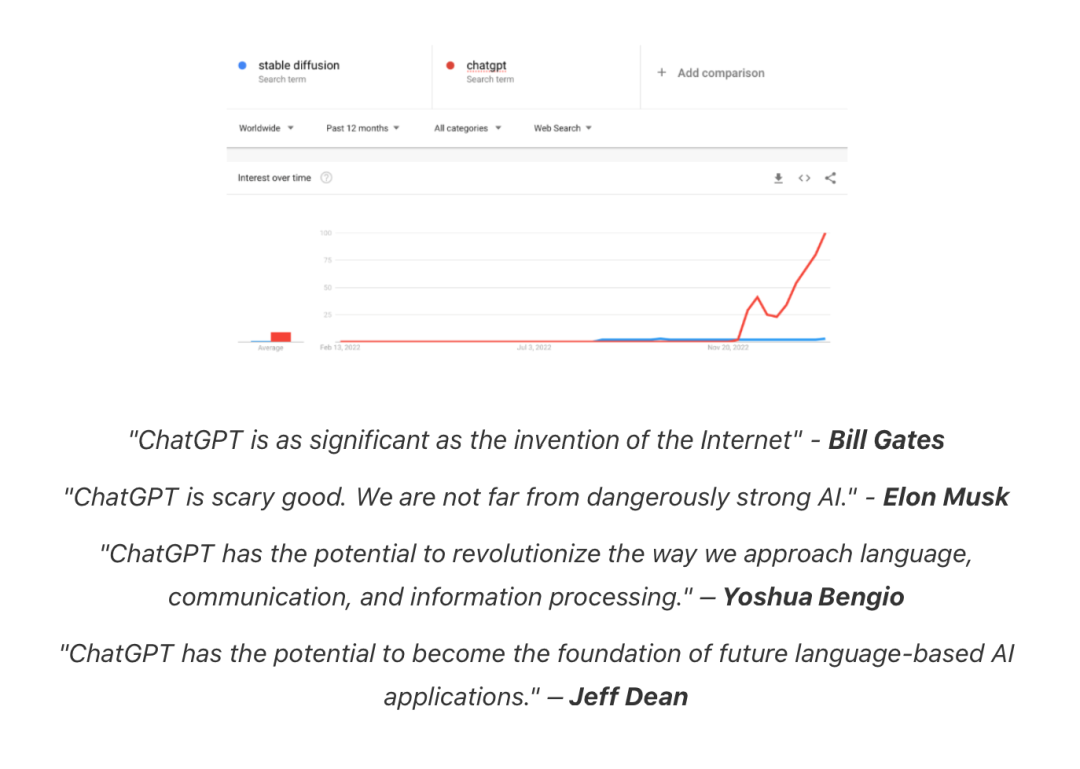 stable diffusion
Search term
chatgpt
Search term
+ Add comparison
Worldwide
Past 12 months
All categories
Web Search
Interest over time
?
100
75
50
25
Average
Feb 13, 2022
Jul 3, 2022
Nov 20, 2022
"ChatGPT is as significant as the invention of the Internet" - Bill Gates
"ChatGPT is scary good. We are not far from dangerously strong AI." - Elon Musk
"ChatGPT has the potential to revolutionize the way we approach language,
communication, and information processing." — Yoshua Bengio
"ChatGPT has the potential to become the foundation of future language-based AI
applications." — Jeff Dean